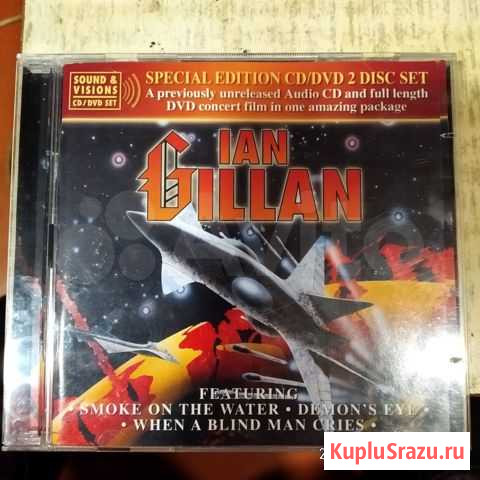 SOUND &
VISIONS
CD/DVD SET
SPECIAL EDITION CD/DVD 2 DISC SET
A previously unreleased Audio CD and full length
DVD concert film in one amazing package
IAN
GILLAN
Avito
FEATURING
• SMOKE ON THE WATER • DEMON'S EYE •
• WHEN A BLIND MAN CRIES •
KupluSrazu.ru